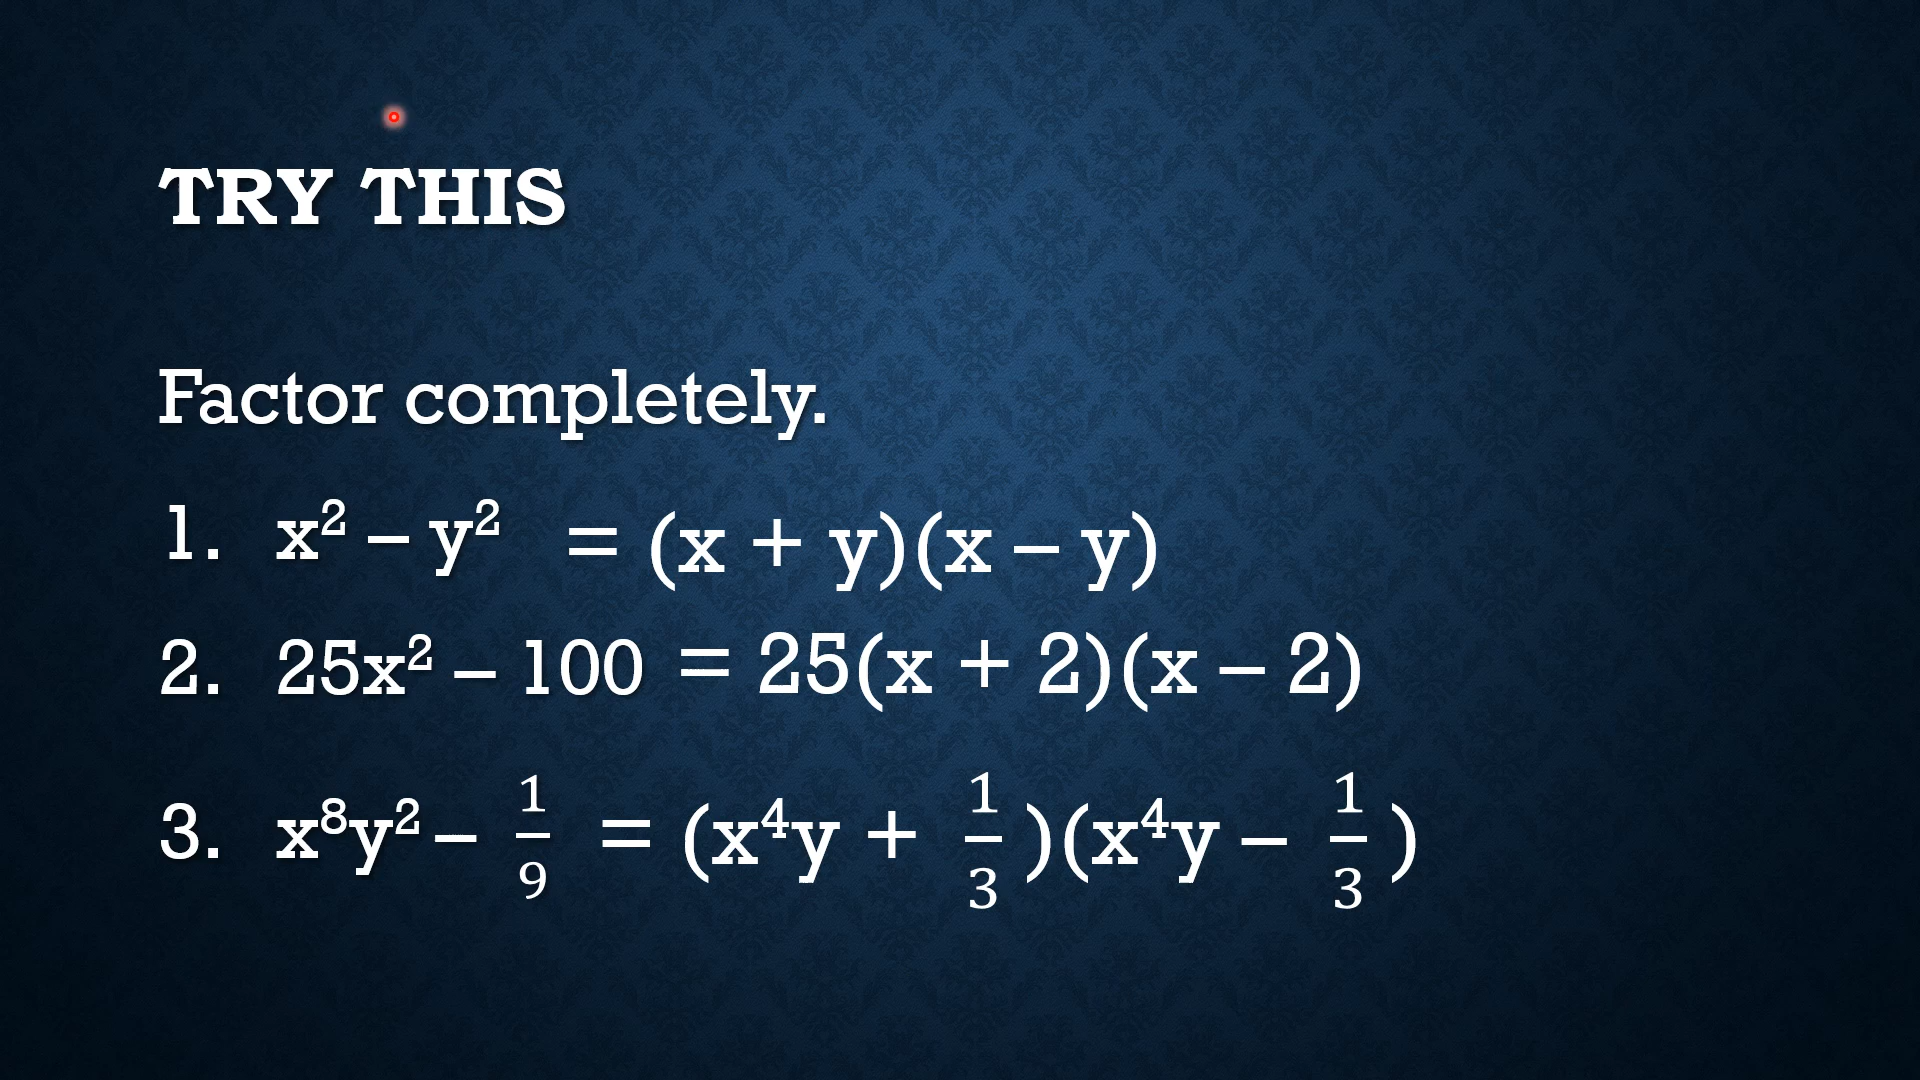 TRY THIS
Factor completely.
1. x² – y² = (x + y)(x – y)
2. 25x² – 100 = 25(x + 2)(x – 2)
3. x⁸y² – 1/9 = (x⁴y + 1/3)(x⁴y – 1/3)